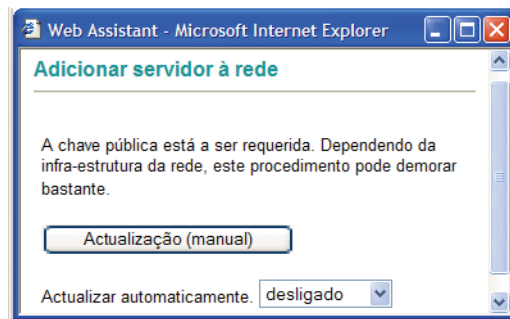 Web Assistant - Microsoft Internet Explorer
Adicionar servidor à rede
A chave pública está a ser requerida. Dependendo da
infra-estrutura da rede, este procedimento pode demorar
bastante.
Actualização (manual)
Actualizar automaticamente. desligado